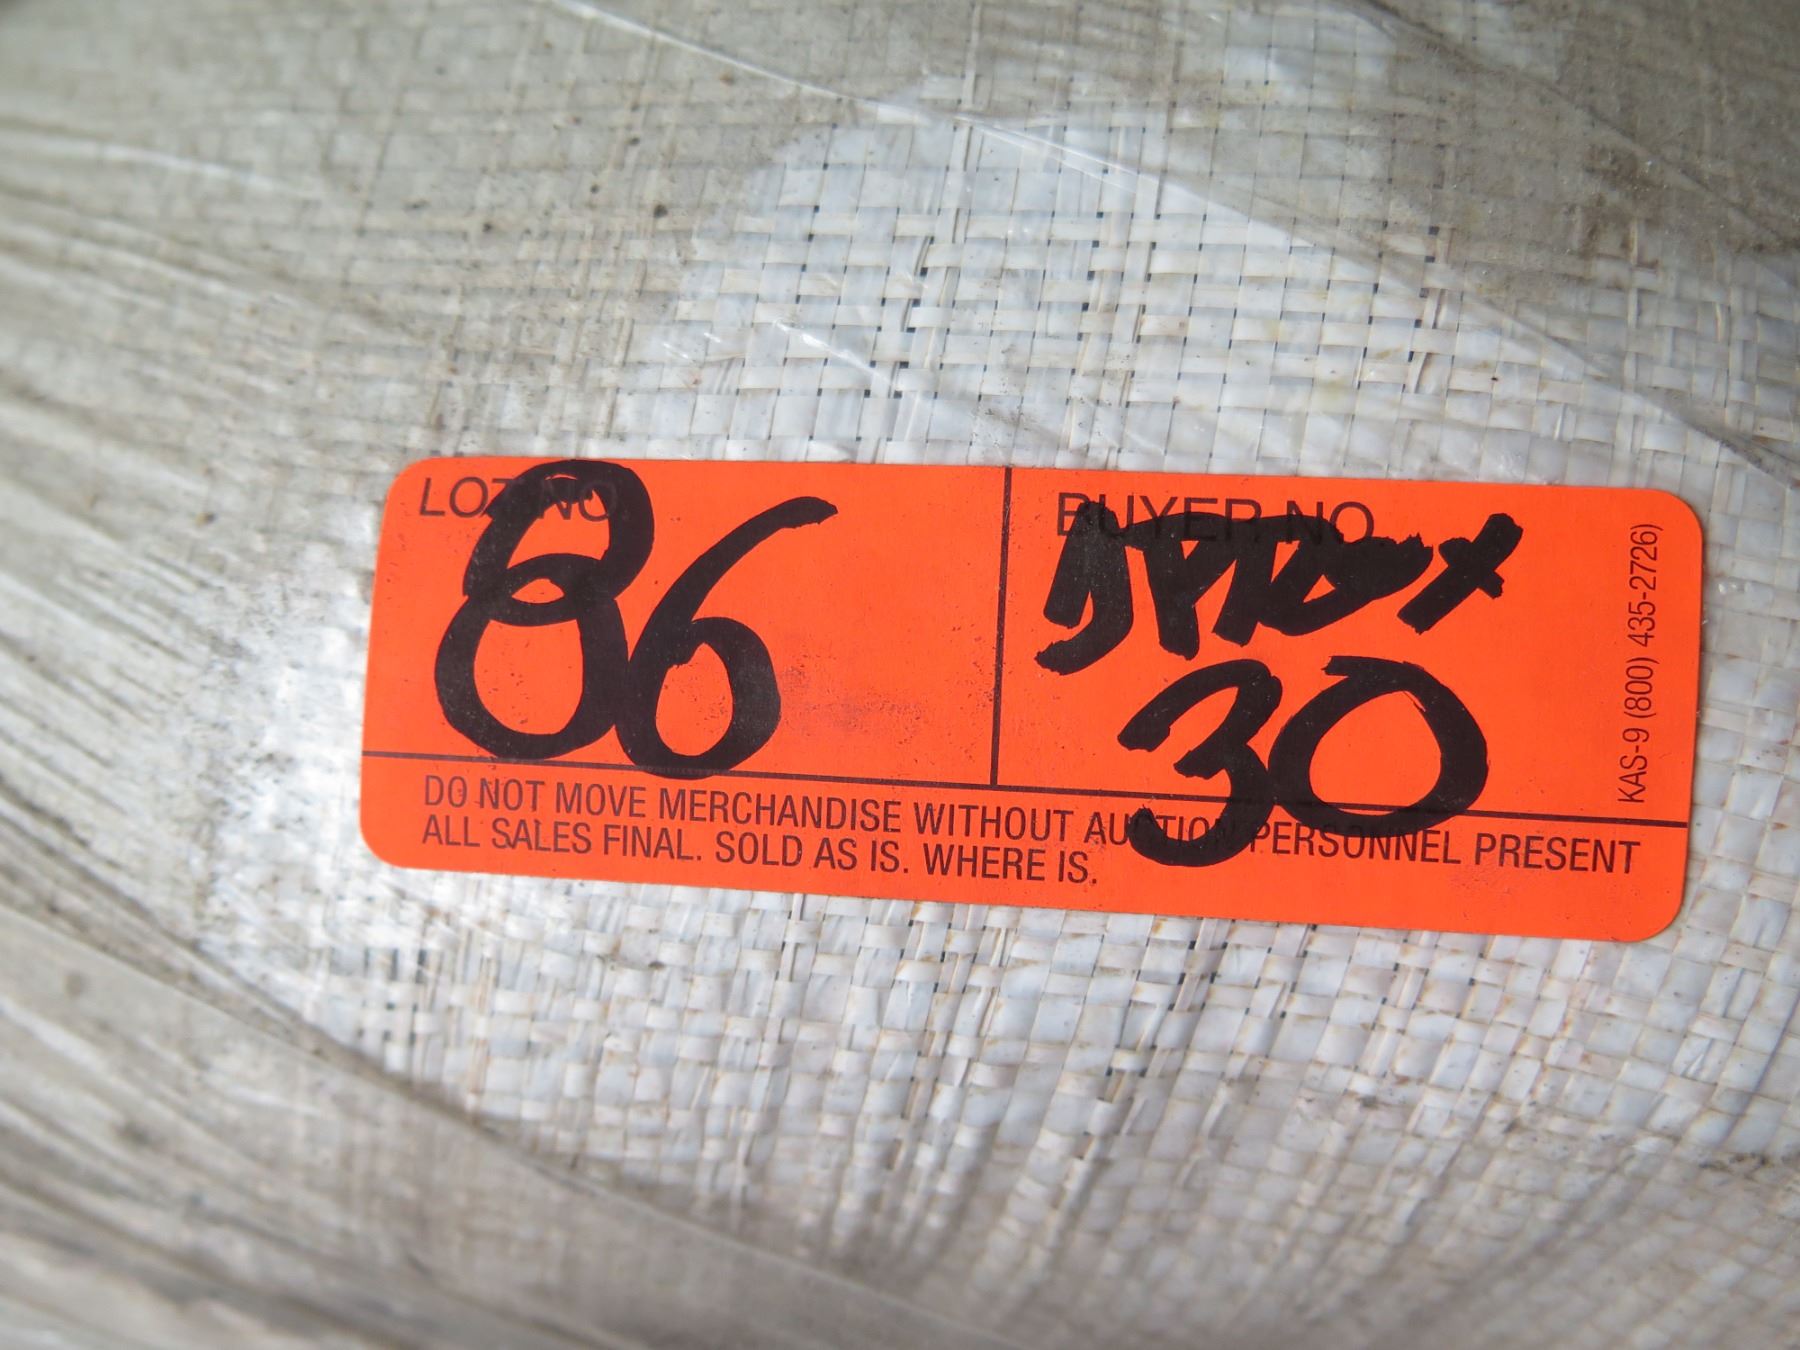 LOT NO.
86
BUYER NO.
APPROX
30
KAS-9 (800) 435-2726)
DO NOT MOVE MERCHANDISE WITHOUT AUCTION PERSONNEL PRESENT
ALL SALES FINAL. SOLD AS IS. WHERE IS.